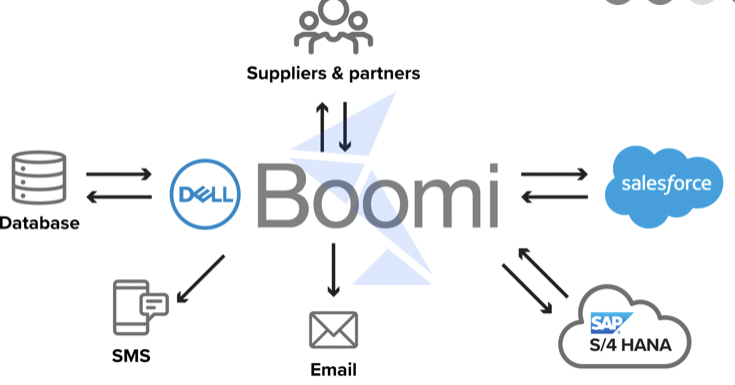 Suppliers & partners
DELL Boomi
salesforce
Database
SMS
Email
SAP
S/4 HANA